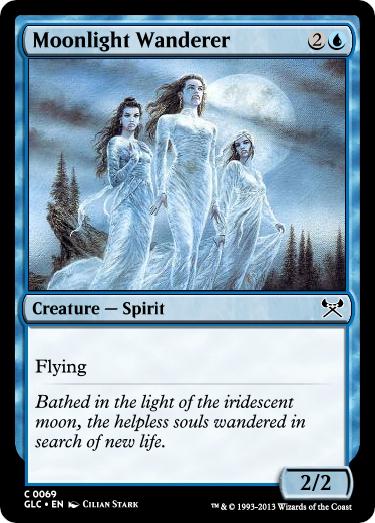 Moonlight Wanderer 2
Creature — Spirit
Flying
Bathed in the light of the iridescent
moon, the helpless souls wandered in
search of new life.
2/2
C 0069
GLC • EN CILIAN STARK ™ & © 1993-2013 Wizards of the Coast